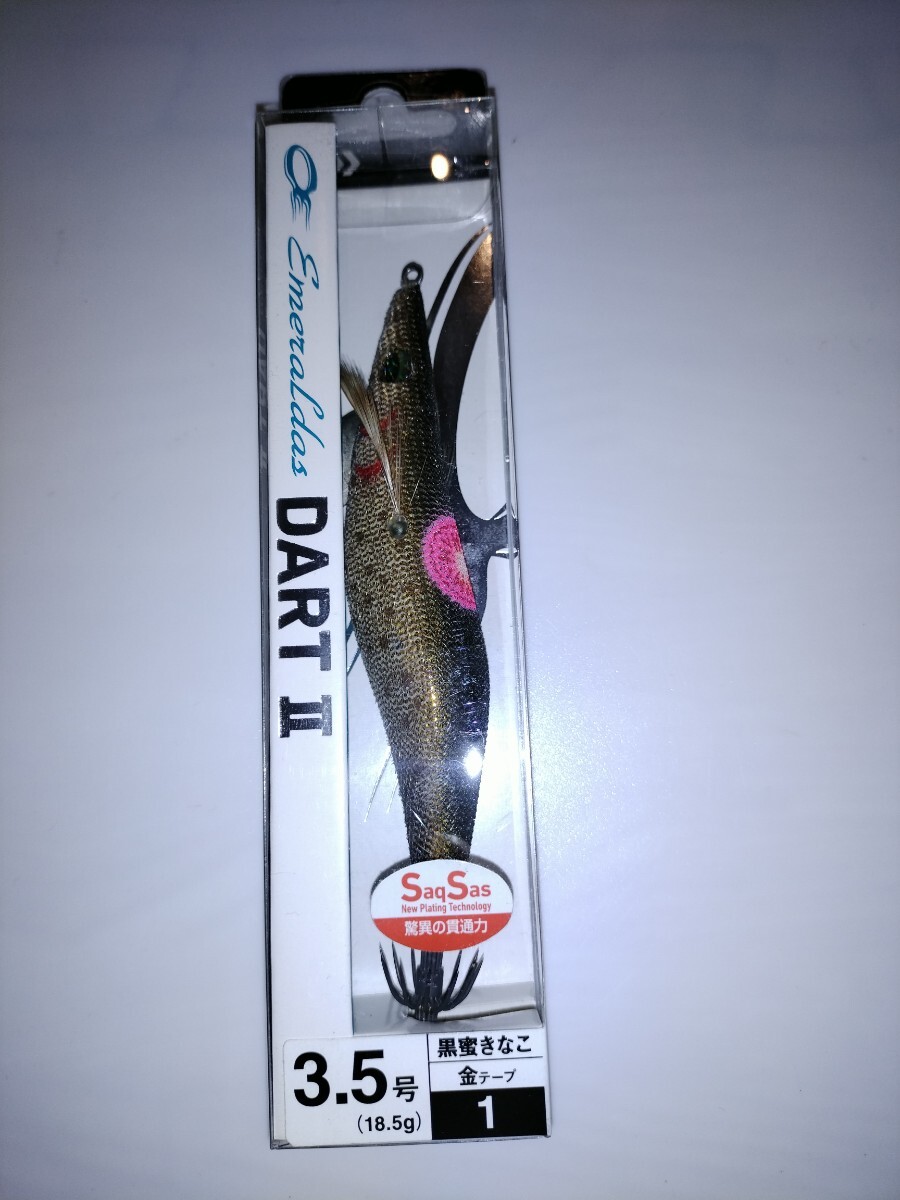 Emeraldas
DART II
SaqSas
New Plating Technology
驚異の貫通力
3.5号
(18.5g)
黒蜜きなこ
金テープ
1